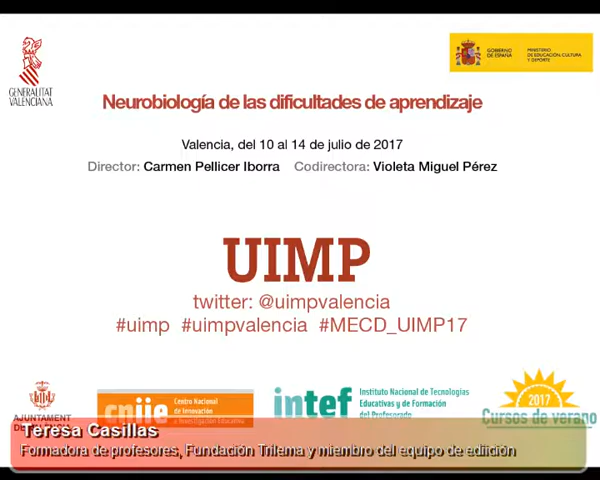 GENERALITAT
VALENCIANA
GOBIERNO
DE ESPAÑA
MINISTERIO
DE EDUCACIÓN, CULTURA
Y DEPORTE
Neurobiología de las dificultades de aprendizaje
Valencia, del 10 al 14 de julio de 2017
Director: Carmen Pellicer Iborra Codirectora: Violeta Miguel Pérez
UIMP
twitter: @uimpvalencia
#uimp #uimpvalencia #MECD_UIMP17
AJUNTAMENT
cniie
Centro Nacional
de Innovación
e Investigación Educativa
intef
Instituto Nacional de Tecnologías
Educativas y de Formación
del Profesorado
2017
Cursos de verano
Teresa Casillas
Formadora de profesores, Fundación Trilema y miembro del equipo de edición